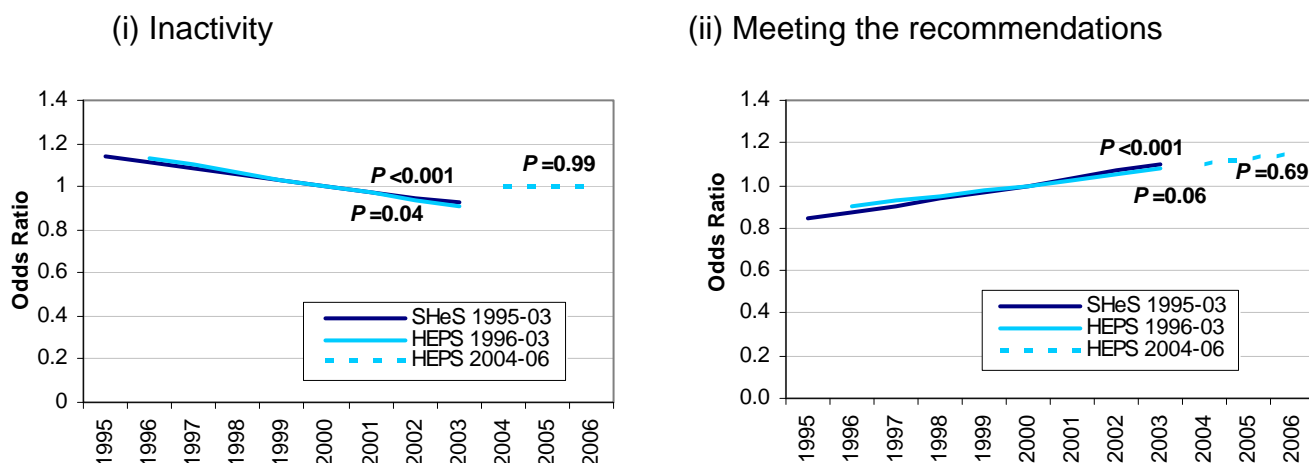 (i) Inactivity
1.4
1.2
1
0.8
0.6
0.4
0.2
0
Odds Ratio
P <0.001
P =0.04
P =0.99
SHeS 1995-03
HEPS 1996-03
HEPS 2004-06
1995
1996
1997
1998
1999
2000
2001
2002
2003
2004
2005
2006
(ii) Meeting the recommendations
1.4
1.2
1.0
0.8
0.6
0.4
0.2
0.0
Odds Ratio
P <0.001
P =0.06
P =0.69
SHeS 1995-03
HEPS 1996-03
HEPS 2004-06
1995
1996
1997
1998
1999
2000
2001
2002
2003
2004
2005
2006